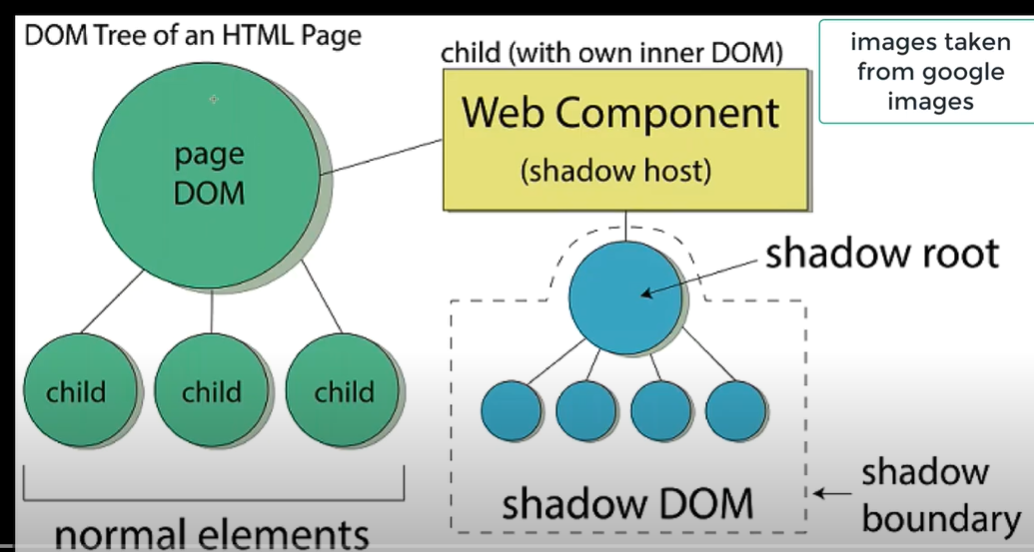 DOM Tree of an HTML Page
page
DOM
child
child
child
normal elements
child (with own inner DOM)
Web Component
(shadow host)
images taken
from google
images
shadow root
shadow DOM
shadow
boundary